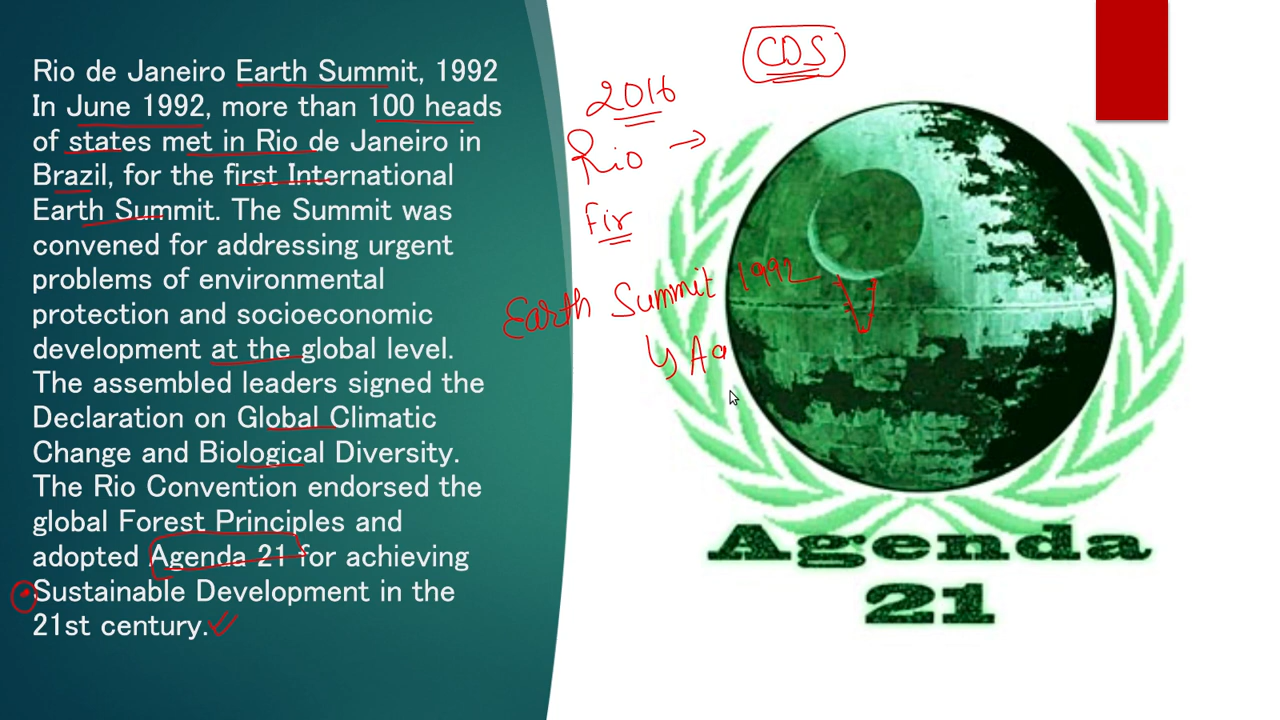 Rio de Janeiro Earth Summit, 1992
In June 1992, more than 100 heads
of states met in Rio de Janeiro in
Brazil, for the first International
Earth Summit. The Summit was
convened for addressing urgent
problems of environmental
protection and socioeconomic
development at the global level.
The assembled leaders signed the
Declaration on Global Climatic
Change and Biological Diversity.
The Rio Convention endorsed the
global Forest Principles and
adopted Agenda 21 for achieving
Sustainable Development in the
21st century.
CDS
2016
Rio →
Fir
Earth Summit 1992
Agenda
21